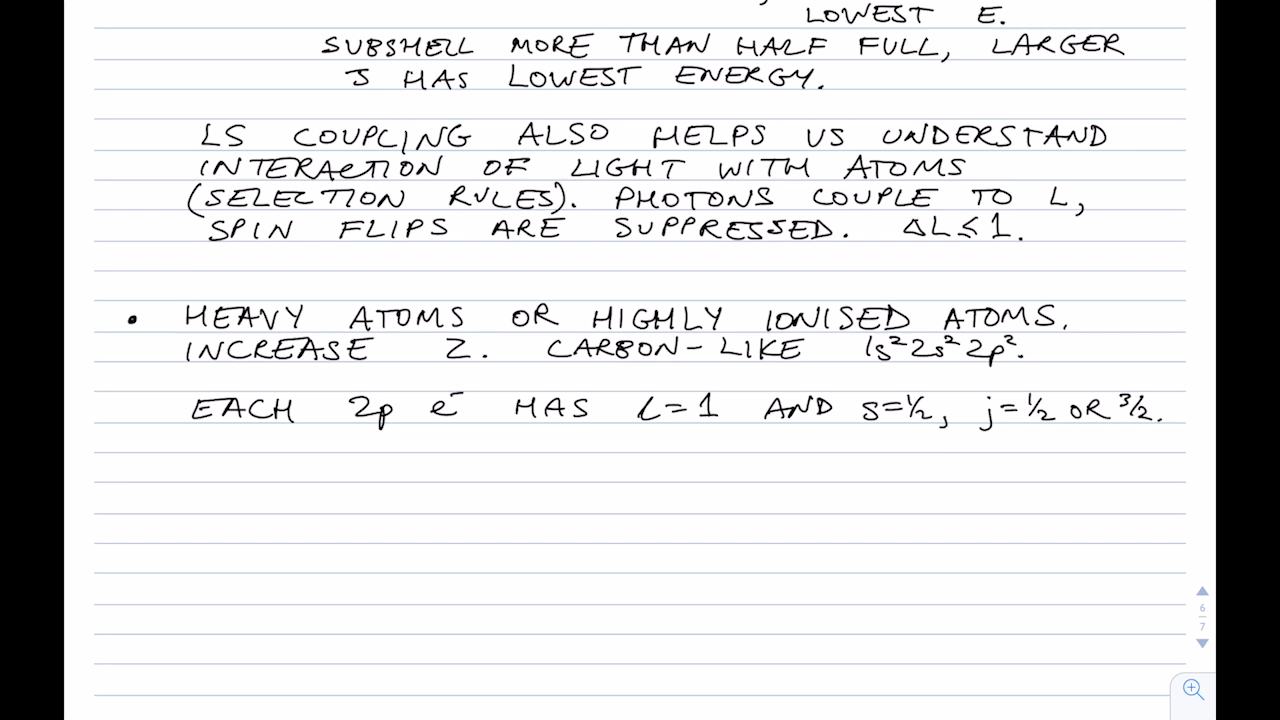 LOWEST E.
SUBSHELL MORE THAN HALF FULL, LARGER
J HAS LOWEST ENERGY.
LS COUPLING ALSO HELPS US UNDERSTAND
INTERACTION OF LIGHT WITH ATOMS
(SELECTION RULES). PHOTONS COUPLE TO L,
SPIN FLIPS ARE SUPPRESSED. ΔL≤1.
• HEAVY ATOMS OR HIGHLY IONISED ATOMS.
INCREASE Z. CARBON-LIKE 1s²2s²2p².
EACH 2p e⁻ HAS l=1 AND s=½, j=½ OR 3/2.
6
7